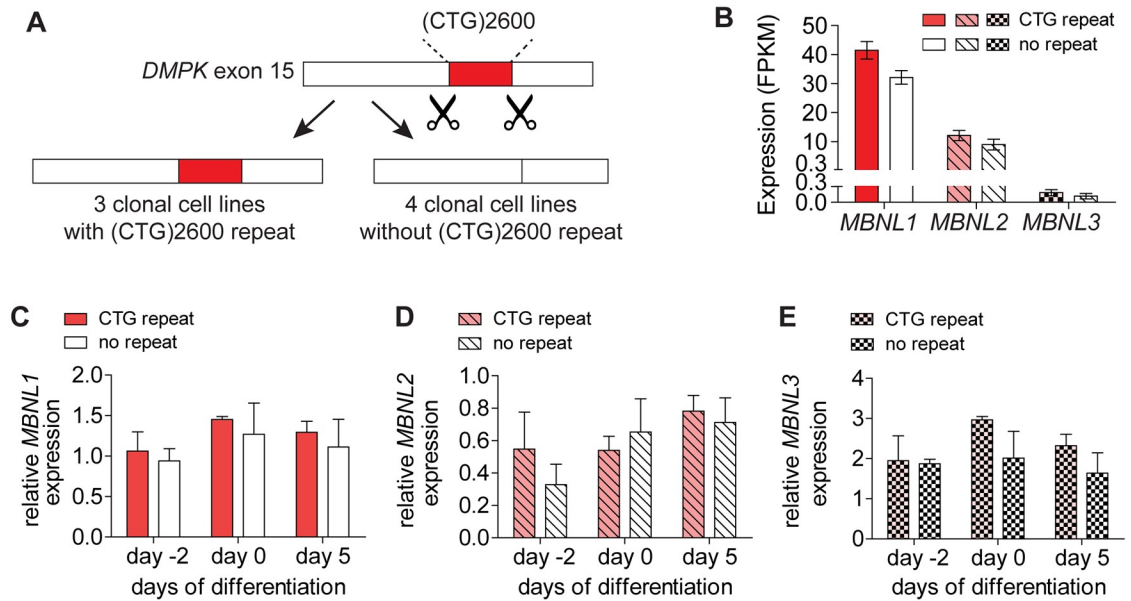 A
(CTG)2600
DMPK exon 15
3 clonal cell lines
with (CTG)2600 repeat
4 clonal cell lines
without (CTG)2600 repeat
B
CTG repeat
no repeat
Expression (FPKM)
50
40
30
20
10
0.3
0.3
0.0
MBNL1 MBNL2 MBNL3
C
CTG repeat
no repeat
relative MBNL1
expression
2.0
1.5
1.0
0.5
0.0
day -2 day 0 day 5
days of differentiation
D
CTG repeat
no repeat
relative MBNL2
expression
1.0
0.8
0.6
0.4
0.2
0.0
day -2 day 0 day 5
days of differentiation
E
CTG repeat
no repeat
relative MBNL3
expression
4
3
2
1
0
day -2 day 0 day 5
days of differentiation